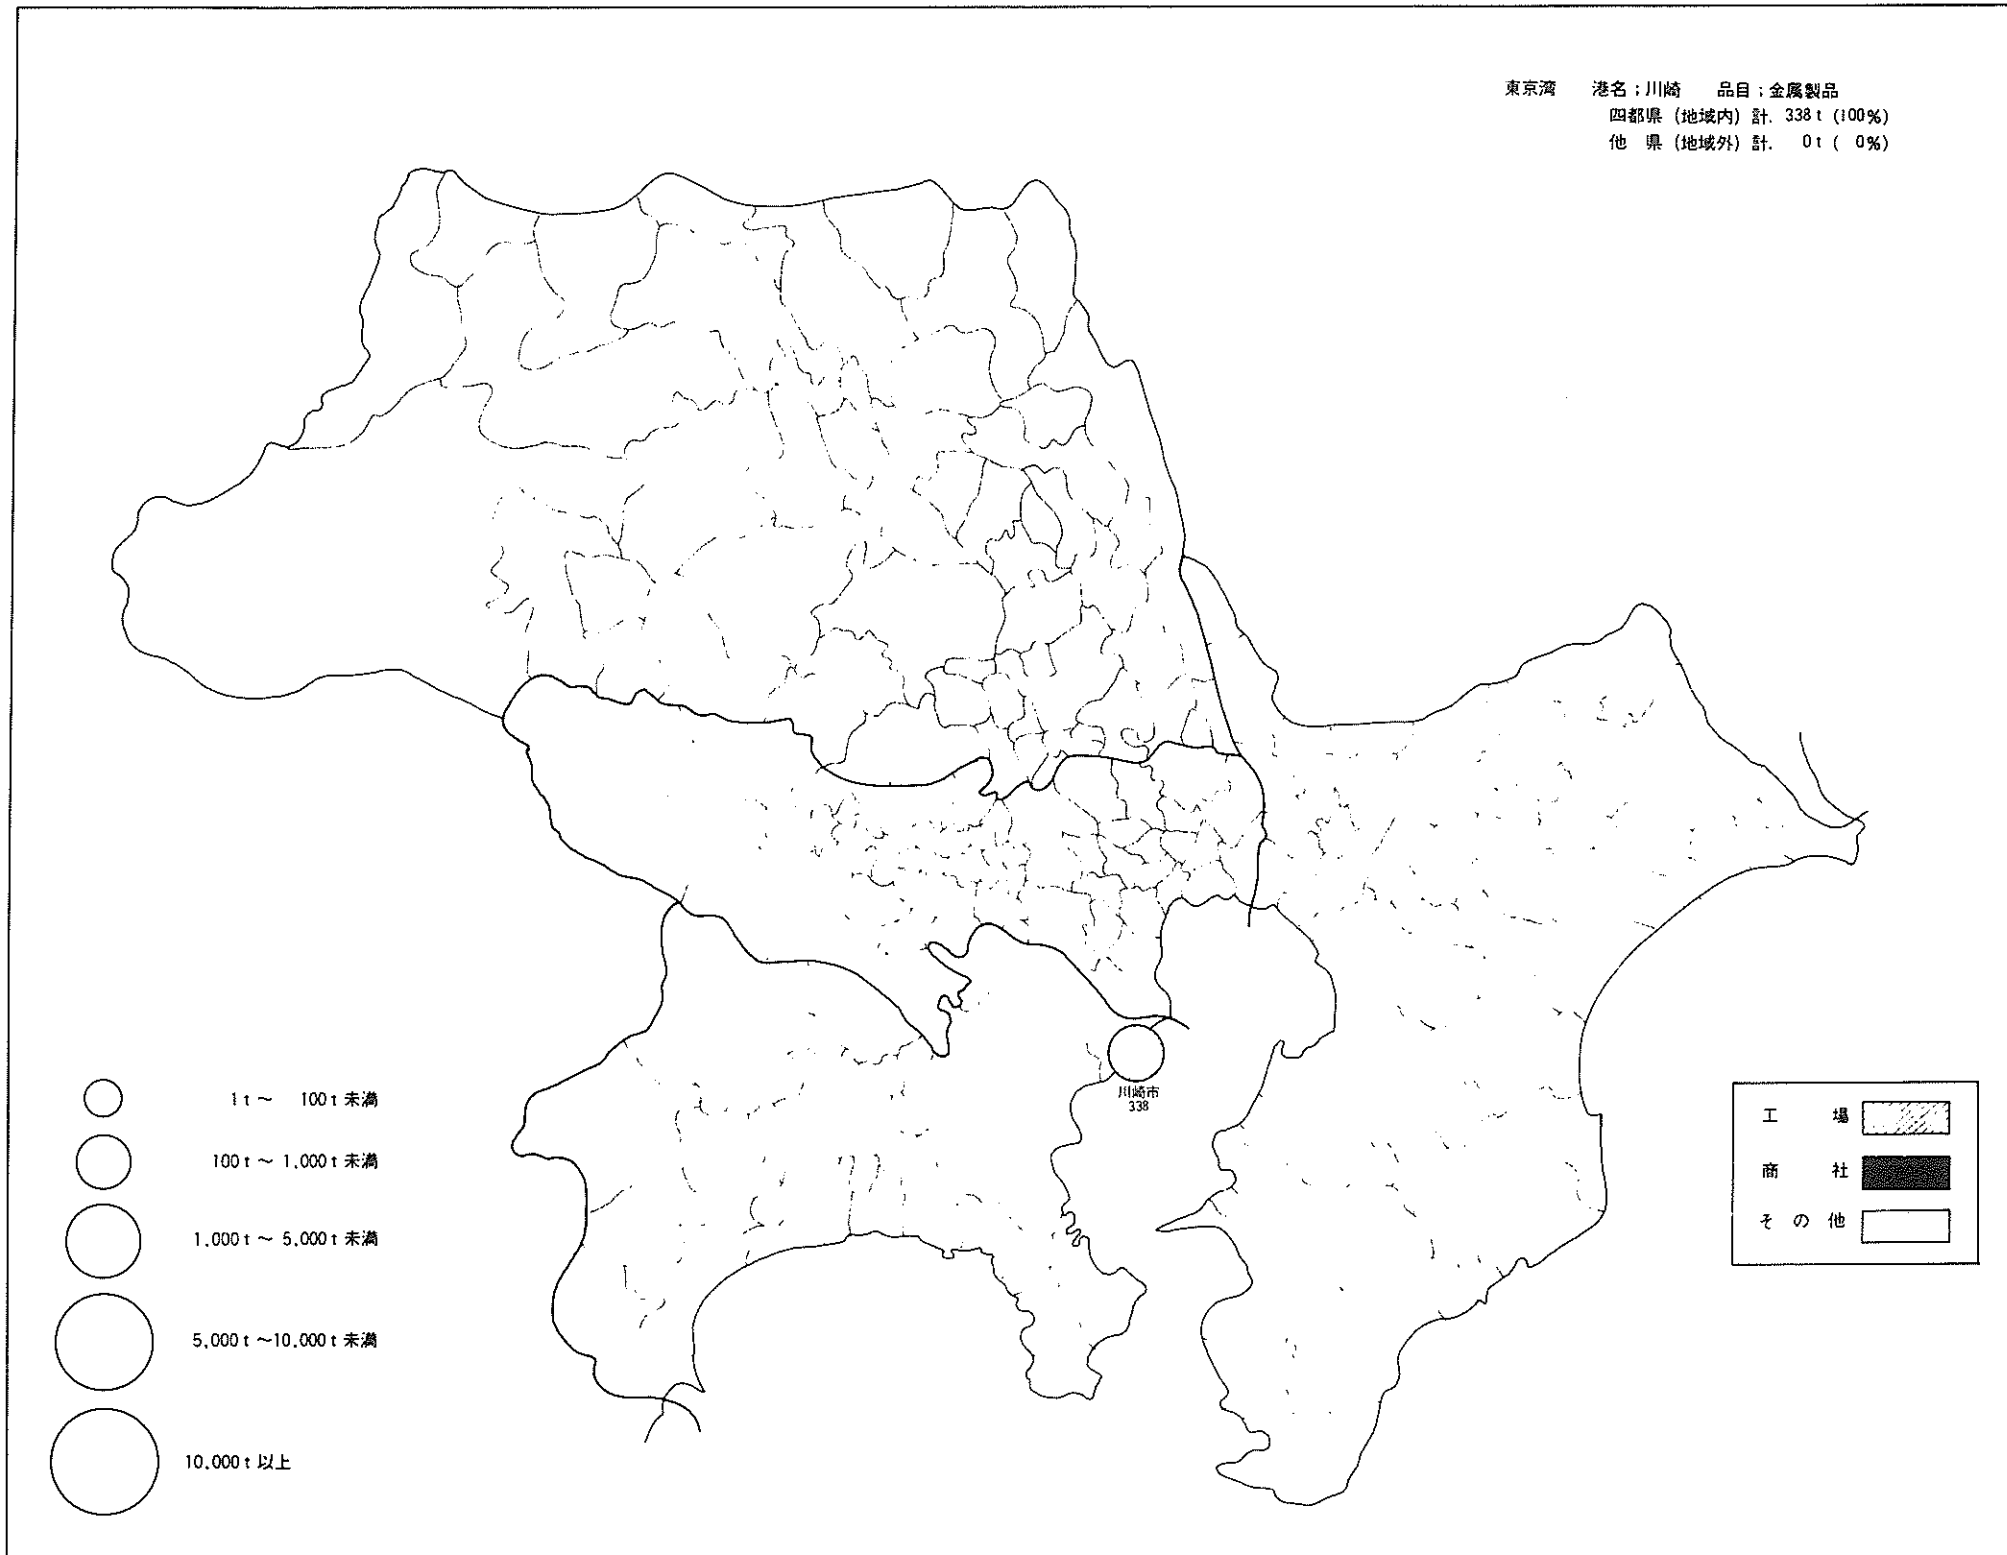 東京湾 港名；川崎 品目；金属製品
四都県（地域内）計. 338t (100%)
他 県（地域外）計. 0t ( 0%)
川崎市
338
1t～ 100t未満
100t～ 1,000t未満
1,000t～ 5,000t未満
5,000t～10,000t未満
10,000t以上
工 場
商 社
そ の 他